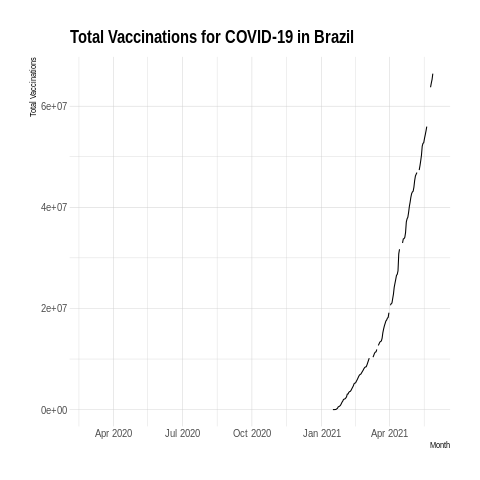 Total Vaccinations for COVID-19 in Brazil
Total Vaccinations
6e+07
4e+07
2e+07
0e+00
Apr 2020 Jul 2020 Oct 2020 Jan 2021 Apr 2021
Month